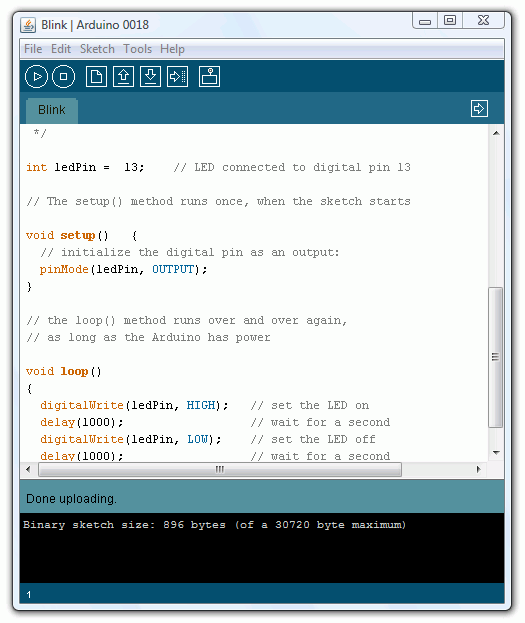 Blink | Arduino 0018
File Edit Sketch Tools Help
Blink
*/
int ledPin =  13;    // LED connected to digital pin 13
// The setup() method runs once, when the sketch starts
void setup()   {
  // initialize the digital pin as an output:
  pinMode(ledPin, OUTPUT);
}
// the loop() method runs over and over again,
// as long as the Arduino has power
void loop()
{
  digitalWrite(ledPin, HIGH);   // set the LED on
  delay(1000);                  // wait for a second
  digitalWrite(ledPin, LOW);    // set the LED off
  delay(1000);                  // wait for a second
Done uploading.
Binary sketch size: 896 bytes (of a 30720 byte maximum)
1